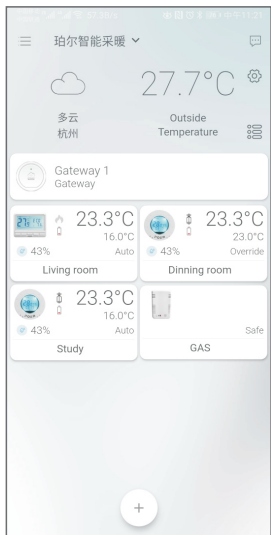 珀尔智能采暖
27.7°C
多云
杭州
Outside
Temperature
Gateway 1
Gateway
23.3°C
16.0°C
43%
Auto
Living room
23.3°C
23.0°C
43%
Override
Dinning room
23.3°C
16.0°C
43%
Auto
Study
Safe
GAS
+